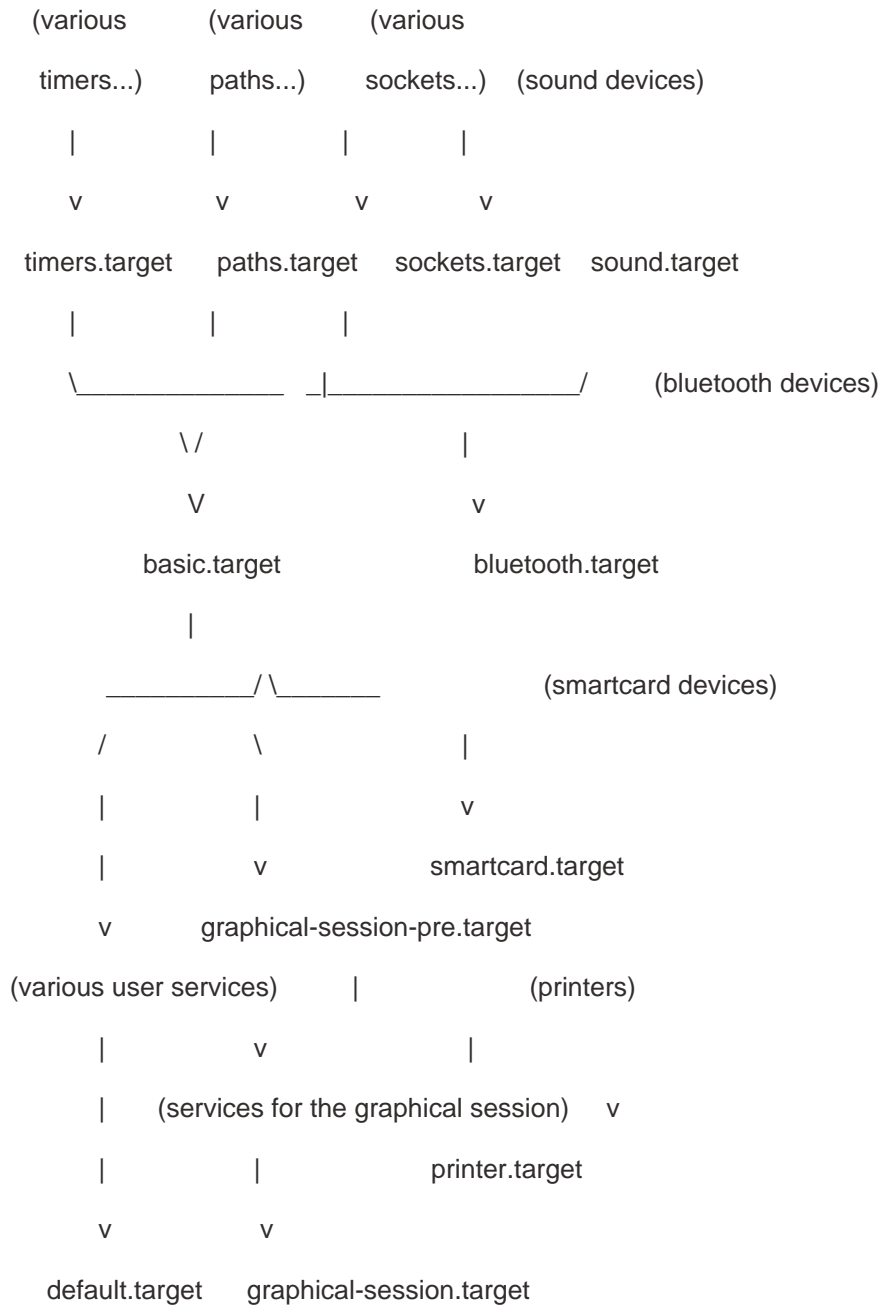 (various (various (various
timers...) paths...) sockets...) (sound devices)
| | | |
v v v v
timers.target paths.target sockets.target sound.target
| | |
\______________ _|_________________/ (bluetooth devices)
\ / |
V v
basic.target bluetooth.target
|
__________/ \_______ (smartcard devices)
/ \ |
| | v
| v smartcard.target
v graphical-session-pre.target
(various user services) | (printers)
| v |
| (services for the graphical session) v
| | printer.target
v v
default.target graphical-session.target